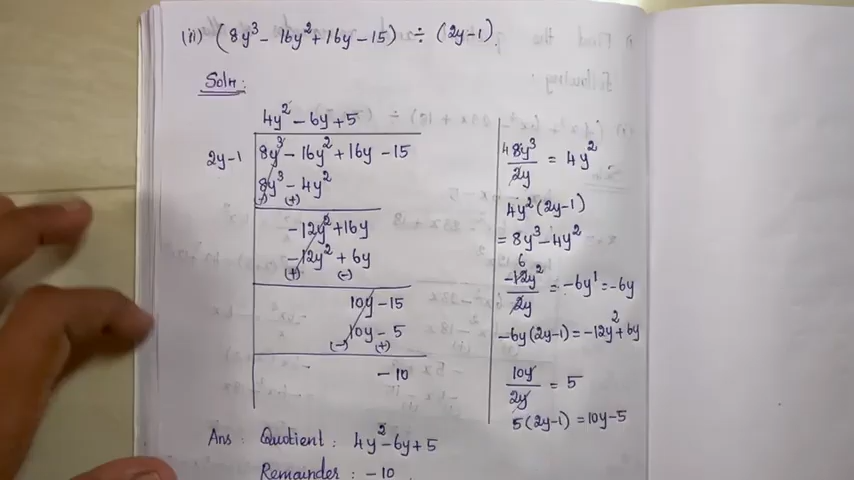 (ii) (8y³ - 16y² + 16y - 15) ÷ (2y-1).
Soln:
4y² - 6y + 5
2y-1 8y³ - 16y² + 16y - 15
8y³ - 4y²
(-) (+)
-12y² + 16y
-12y² + 6y
(+) (-)
10y - 15
10y - 5
(-) (+)
- 10
Ans: Quotient: 4y² - 6y + 5
Remainder: - 10
4 8y³/2y = 4y²
4y² (2y-1)
= 8y³ - 4y²
6
-12y²/2y = -6y¹ = -6y
-6y (2y-1) = -12y² + 6y
10y/2y = 5
5 (2y-1) = 10y - 5